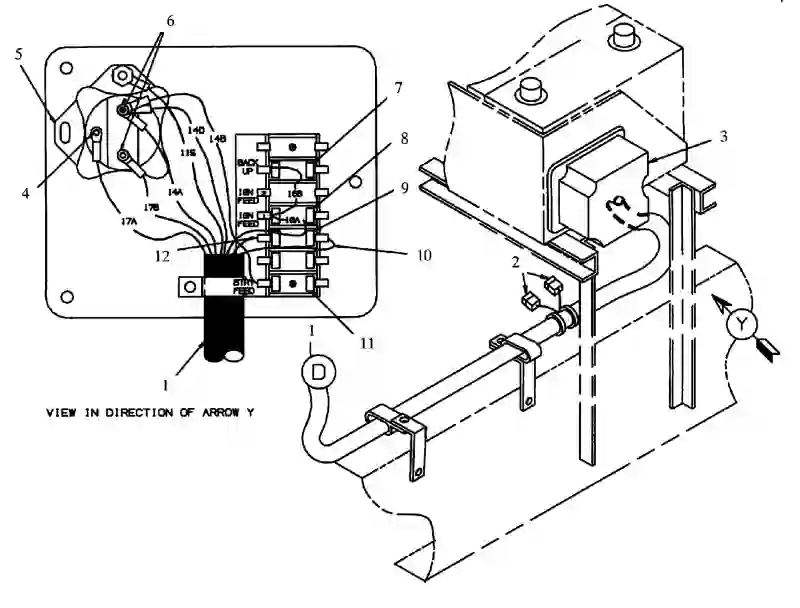 6
5
7
3
8
14D
14B
11S
BACK
UP
4
IGN
FEED
16B
14A
9
IGN
FEED
16A
17B
17A
12
10
2
STRT
FEED
1
11
1
D
Y
VIEW IN DIRECTION OF ARROW Y